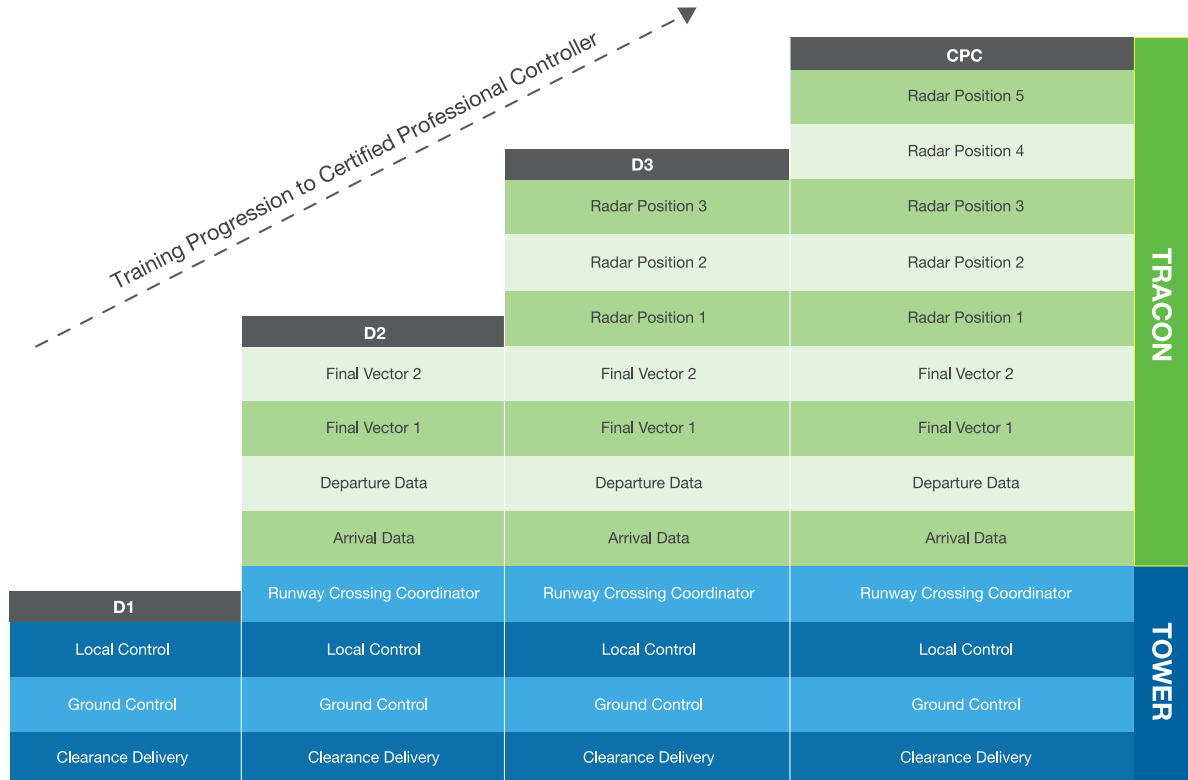 Training Progression to Certified Professional Controller
CPC
Radar Position 5
Radar Position 4
D3
Radar Position 3
Radar Position 3
Radar Position 2
Radar Position 2
Radar Position 1
Radar Position 1
D2
Final Vector 2
Final Vector 2
Final Vector 2
Final Vector 1
Final Vector 1
Final Vector 1
Departure Data
Departure Data
Departure Data
Arrival Data
Arrival Data
Arrival Data
TRACON
Runway Crossing Coordinator
Runway Crossing Coordinator
Runway Crossing Coordinator
D1
Local Control
Local Control
Local Control
Local Control
Ground Control
Ground Control
Ground Control
Ground Control
Clearance Delivery
Clearance Delivery
Clearance Delivery
Clearance Delivery
TOWER